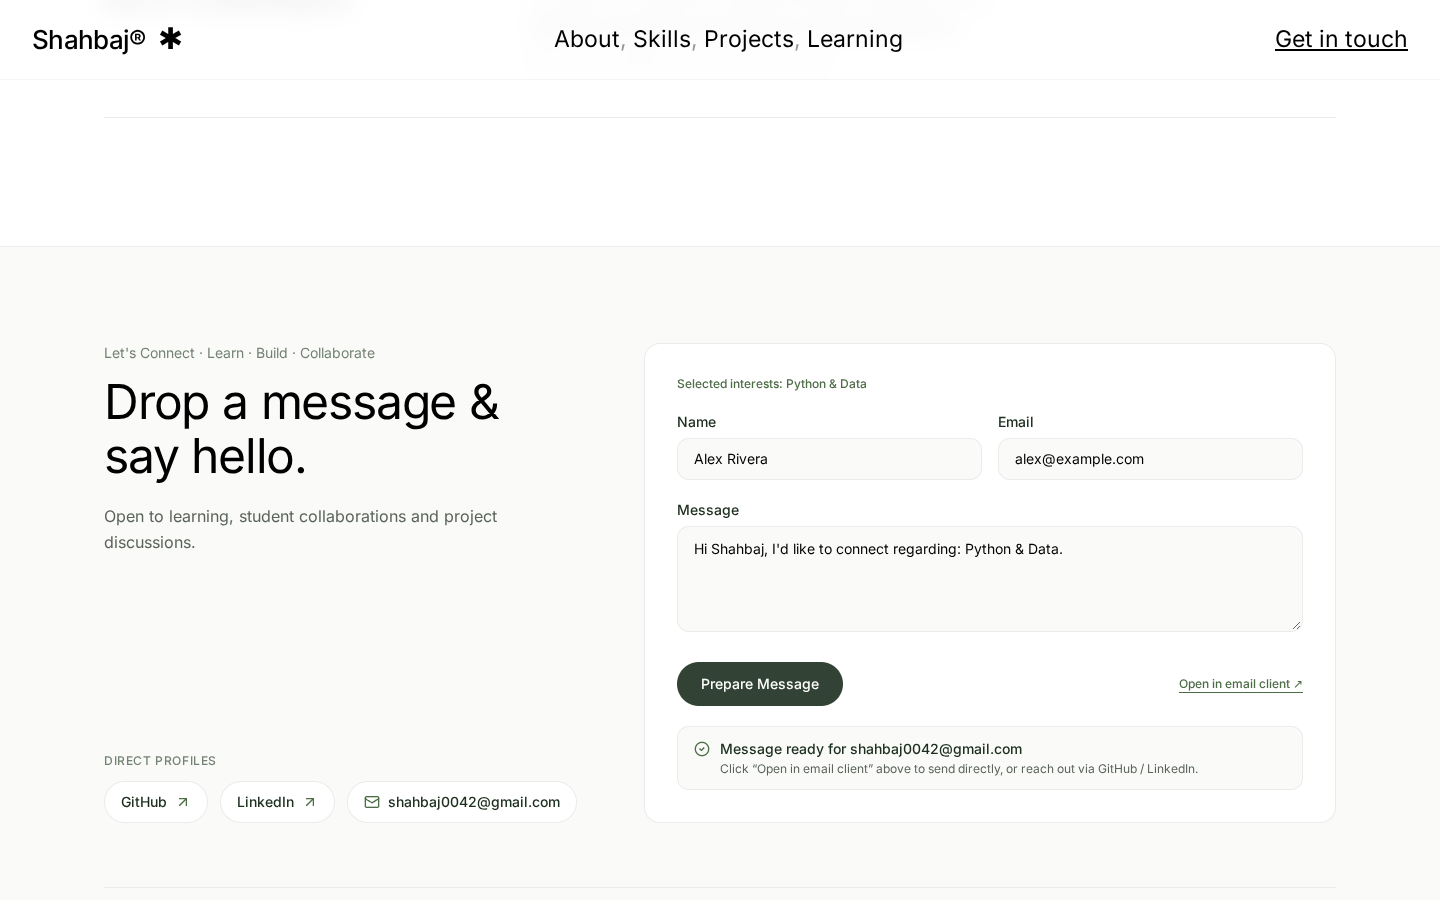 Shahbaj® ✱
About, Skills, Projects, Learning
Get in touch
Let's Connect · Learn · Build · Collaborate
Drop a message &
say hello.
Open to learning, student collaborations and project
discussions.
DIRECT PROFILES
GitHub
LinkedIn
shahbaj0042@gmail.com
Selected interests: Python & Data
Name
Email
Alex Rivera
alex@example.com
Message
Hi Shahbaj, I'd like to connect regarding: Python & Data.
Prepare Message
Open in email client ↗
Message ready for shahbaj0042@gmail.com
Click “Open in email client” above to send directly, or reach out via GitHub / LinkedIn.